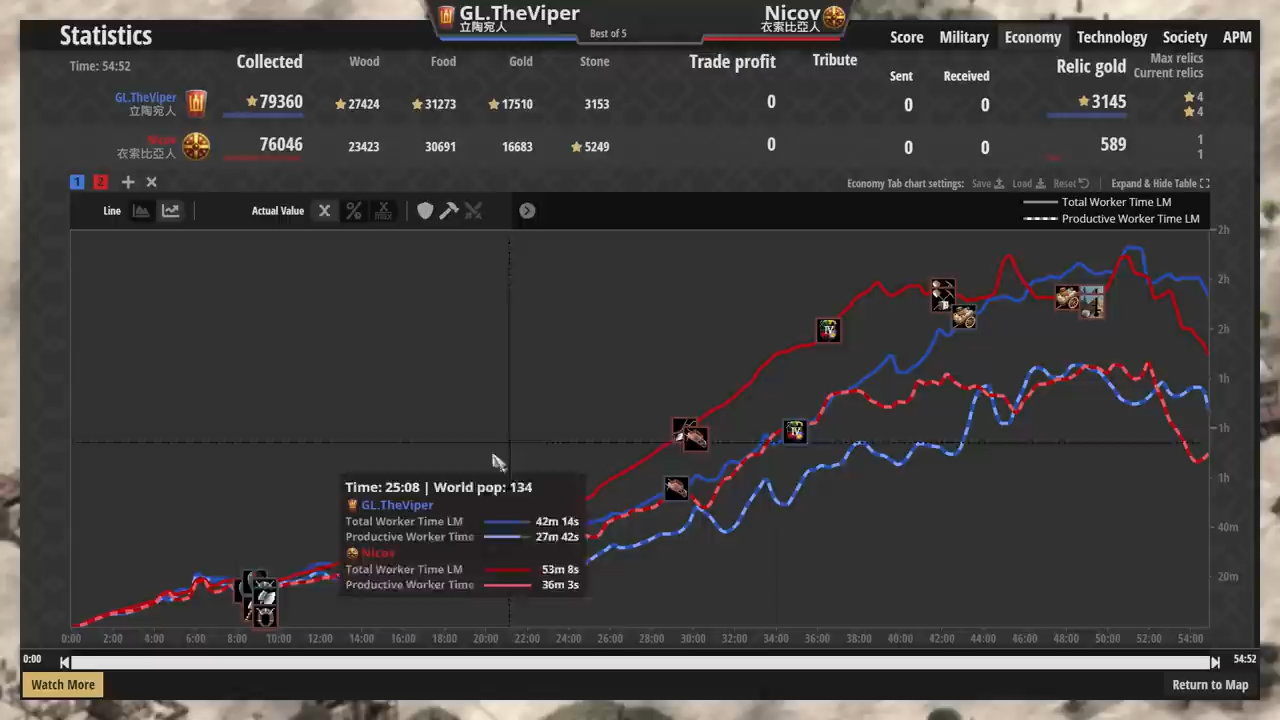 GL.TheViper
立陶宛人
Best of 5
Nicov
衣索比亞人
Statistics
Score Military Economy Technology Society APM
Time: 54:52
Collected Wood Food Gold Stone Trade profit Tribute Sent Received Relic gold Max relics
Current relics
GL.TheViper
立陶宛人
79360 27424 31273 17510 3153 0 0 0 3145 4
4
Nicov
衣索比亞人
76046 23423 30691 16683 5249 0 0 0 589 1
1
1 2
Economy Tab chart settings: Save Load Reset Expand & Hide Table
Line Actual Value
Total Worker Time LM
Productive Worker Time LM
2h
2h
2h
1h
1h
1h
40m
20m
IV
IV
Time: 25:08 | World pop: 134
GL.TheViper
Total Worker Time LM 42m 14s
Productive Worker Time 27m 42s
Nicov
Total Worker Time LM 53m 8s
Productive Worker Time 36m 3s
0:00 2:00 4:00 6:00 8:00 10:00 12:00 14:00 16:00 18:00 20:00 22:00 24:00 26:00 28:00 30:00 32:00 34:00 36:00 38:00 40:00 42:00 44:00 46:00 48:00 50:00 52:00 54:00
0:00 54:52
Watch More Return to Map